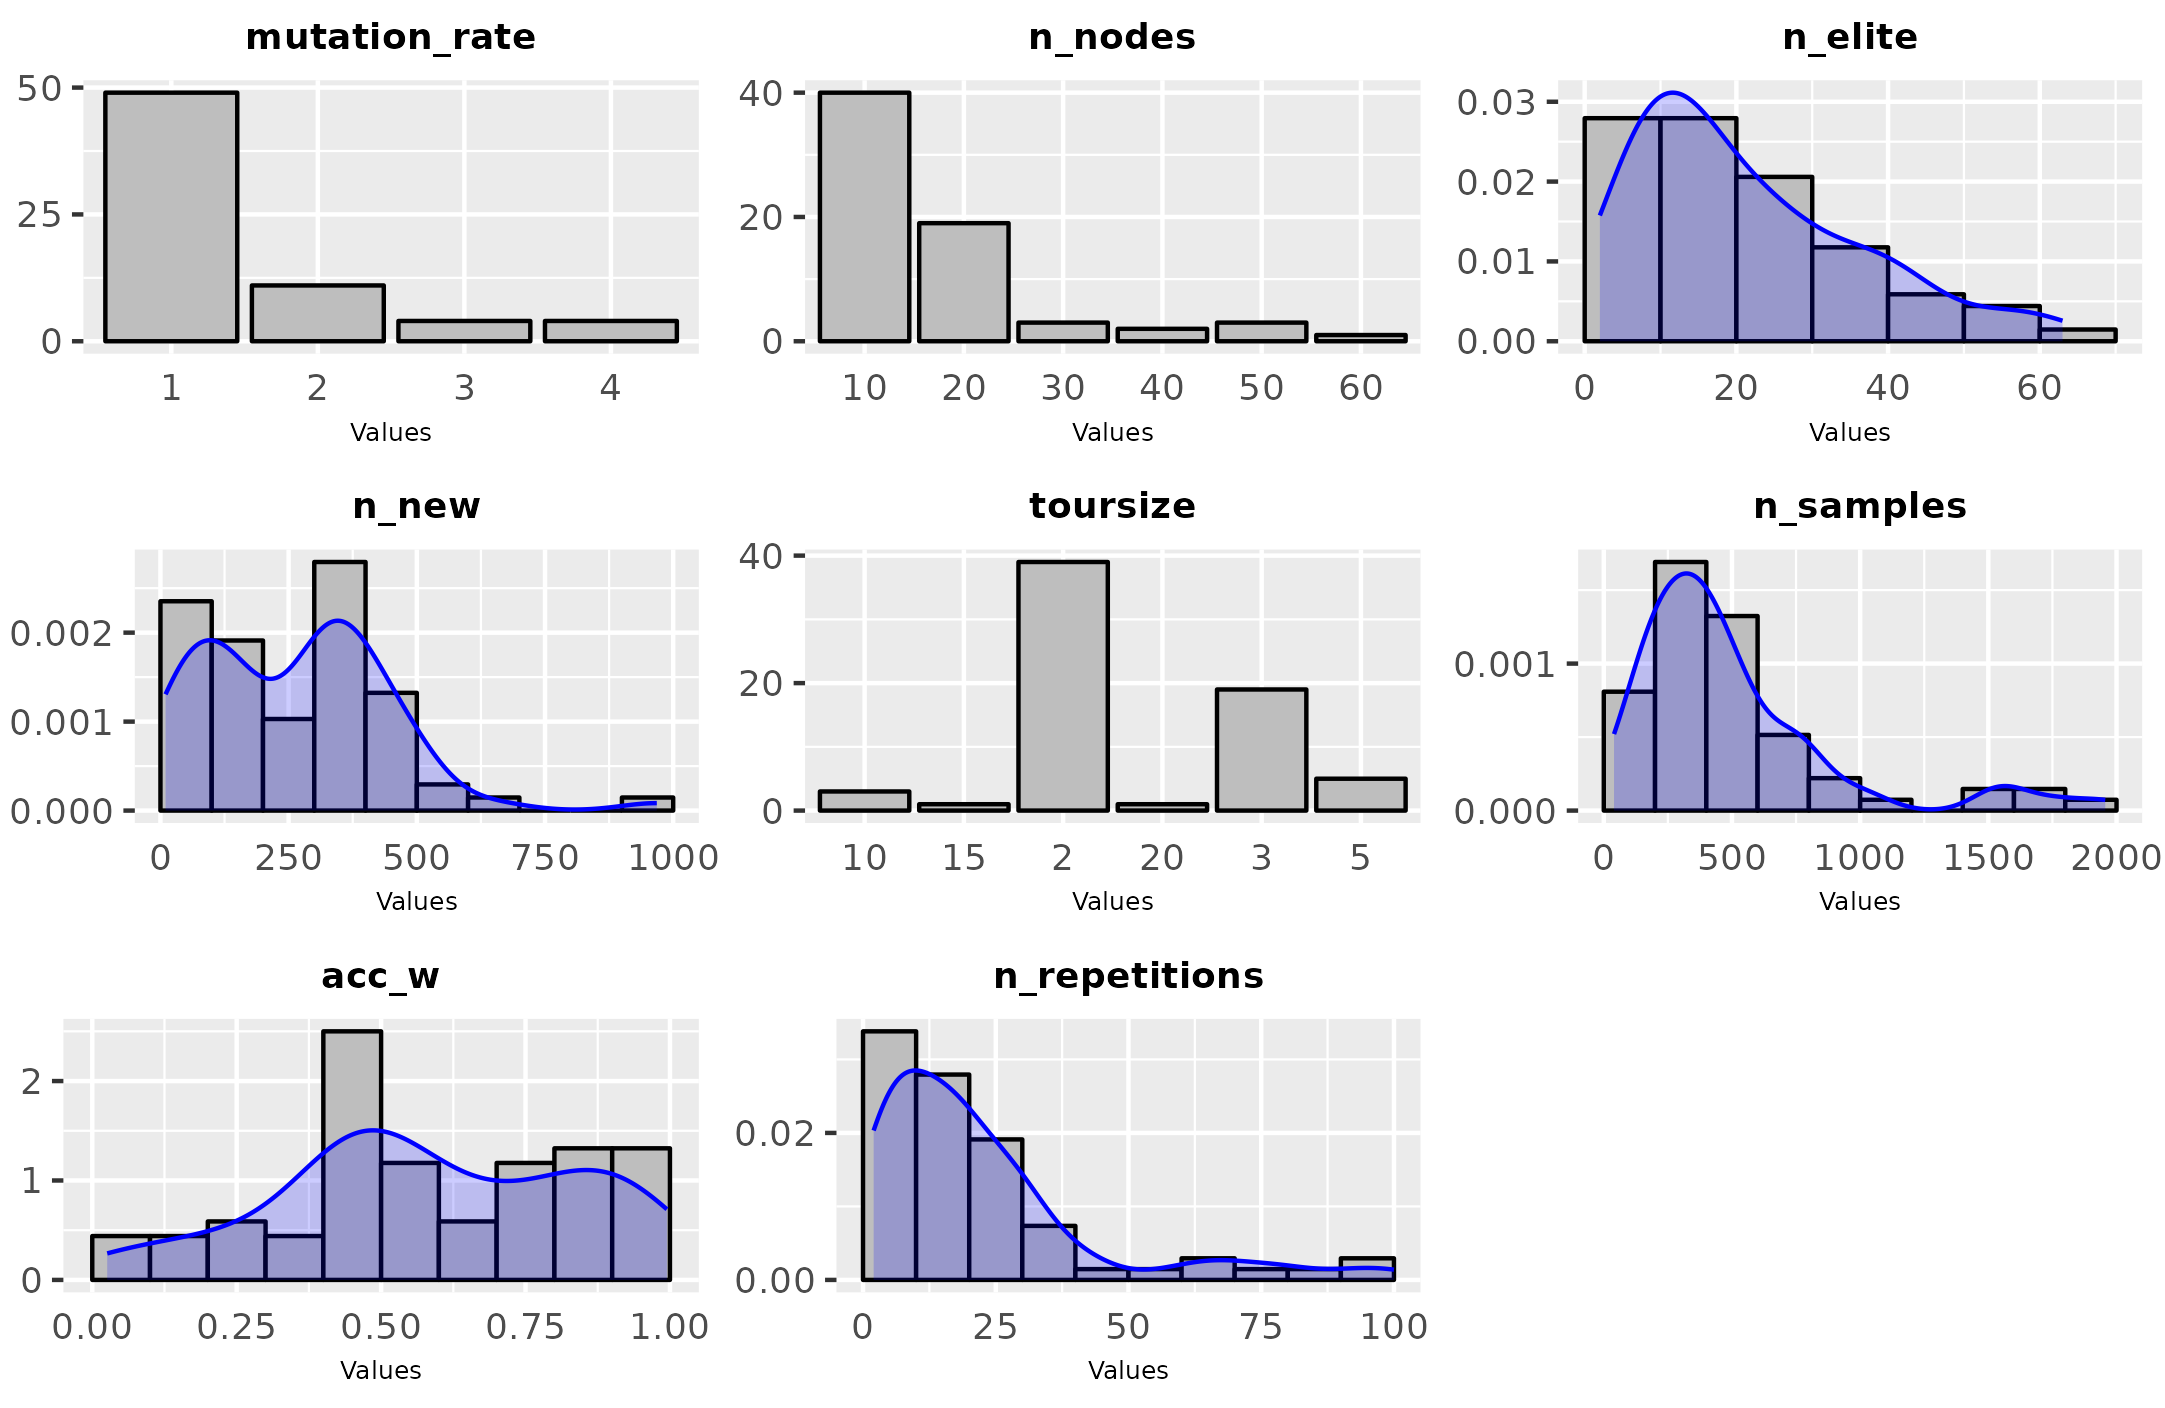 mutation_rate
50
25
0
1 2 3 4
Values
n_nodes
40
20
0
10 20 30 40 50 60
Values
n_elite
0.03
0.02
0.01
0.00
0 20 40 60
Values
n_new
0.002
0.001
0.000
0 250 500 750 1000
Values
toursize
40
20
0
10 15 2 20 3 5
Values
n_samples
0.001
0.000
0 500 1000 1500 2000
Values
acc_w
2
1
0
0.00 0.25 0.50 0.75 1.00
Values
n_repetitions
0.02
0.00
0 25 50 75 100
Values